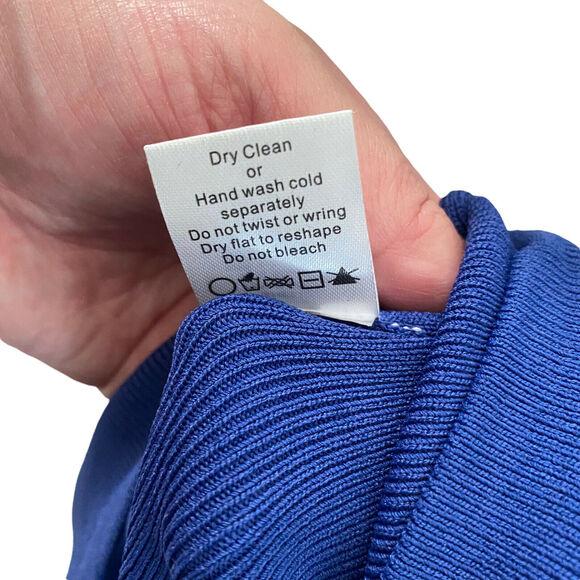 Dry Clean
or
Hand wash cold
separately
Do not twist or wring
Dry flat to reshape
Do not bleach